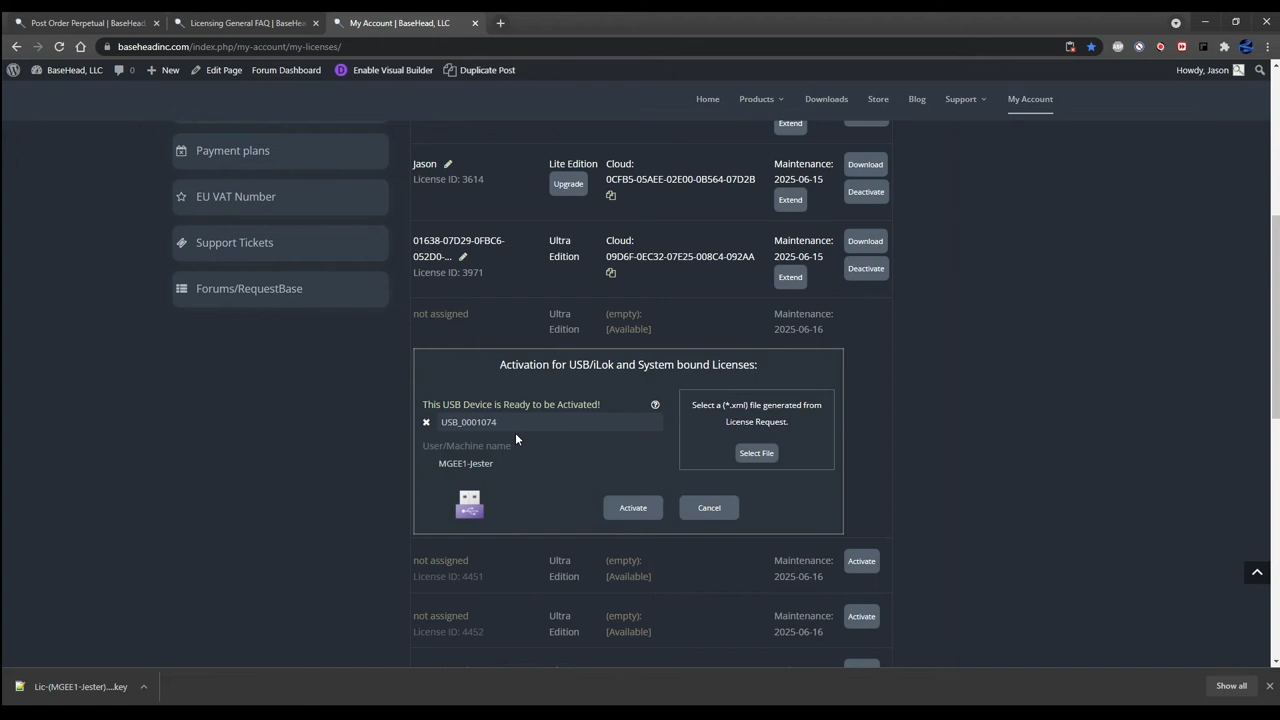 Post Order Perpetual | BaseHead
Licensing General FAQ | BaseHea
My Account | BaseHead, LLC
baseheadinc.com/index.php/my-account/my-licenses/
BaseHead, LLC 0 New Edit Page Forum Dashboard Enable Visual Builder Duplicate Post Howdy, Jason
Home Products Downloads Store Blog Support My Account
Payment plans
EU VAT Number
Support Tickets
Forums/RequestBase
Extend
Jason Lite Edition Cloud: Maintenance: Download
License ID: 3614 Upgrade 0CFB5-05AEE-02E00-0B564-07D2B 2025-06-15 Deactivate
Extend
01638-07D29-0FBC6- Ultra Cloud: Maintenance: Download
052D0-... Edition 09D6F-0EC32-07E25-008C4-092AA 2025-06-15 Deactivate
License ID: 3971 Extend
not assigned Ultra (empty): Maintenance:
Edition [Available] 2025-06-16
Activation for USB/iLok and System bound Licenses:
This USB Device is Ready to be Activated!
USB_0001074
User/Machine name
MGEE1-Jester
Select a (*.xml) file generated from
License Request.
Select File
Activate Cancel
not assigned Ultra (empty): Maintenance: Activate
License ID: 4451 Edition [Available] 2025-06-16
not assigned Ultra (empty): Maintenance: Activate
License ID: 4452 Edition [Available] 2025-06-16
Lic-(MGEE1-Jester)....key Show all